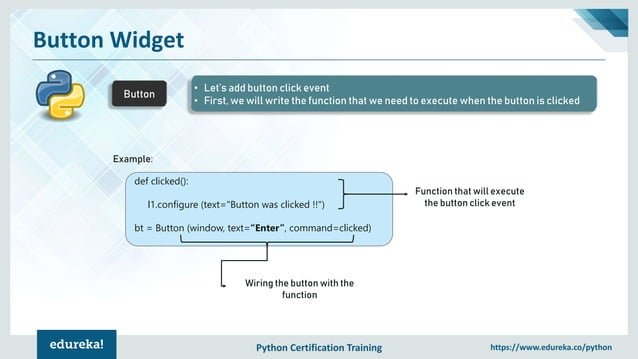 Button Widget
Button
• Let's add button click event
• First, we will write the function that we need to execute when the button is clicked
Example:
def clicked():
l1.configure (text="Button was clicked !!")
bt = Button (window, text="Enter", command=clicked)
Function that will execute
the button click event
Wiring the button with the
function
edureka!
Python Certification Training
https://www.edureka.co/python